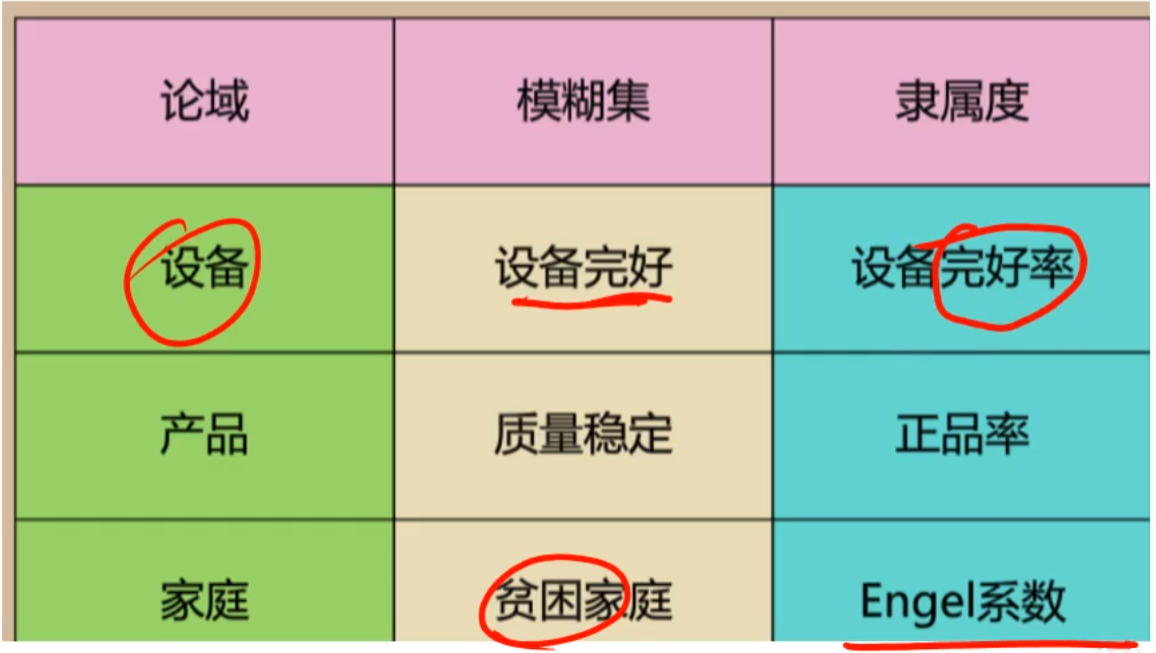 论域 模糊集 隶属度
设备 设备完好 设备完好率
产品 质量稳定 正品率
家庭 贫困家庭 Engel系数